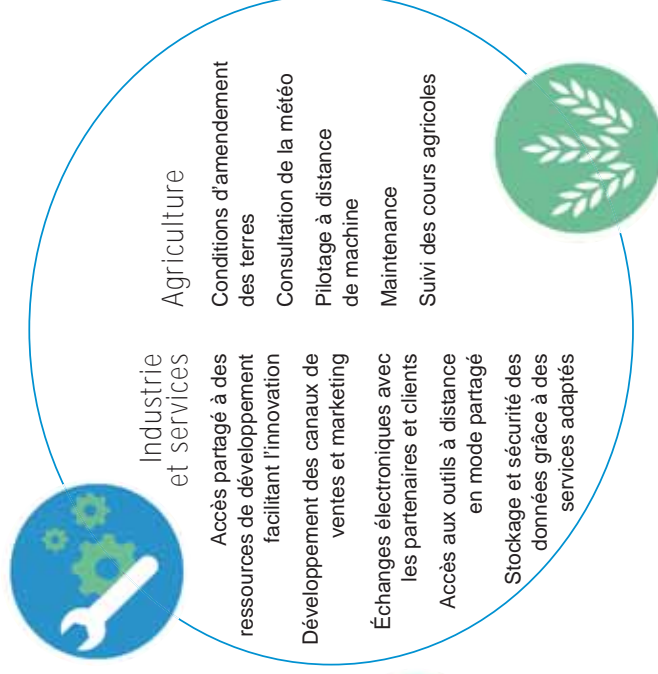 Industrie
et services
Accès partagé à des
ressources de développement
facilitant l'innovation
Développement des canaux de
ventes et marketing
Échanges électroniques avec
les partenaires et clients
Accès aux outils à distance
en mode partagé
Stockage et sécurité des
données grâce à des
services adaptés
Agriculture
Conditions d'amendement
des terres
Consultation de la météo
Pilotage à distance
de machine
Maintenance
Suivi des cours agricoles